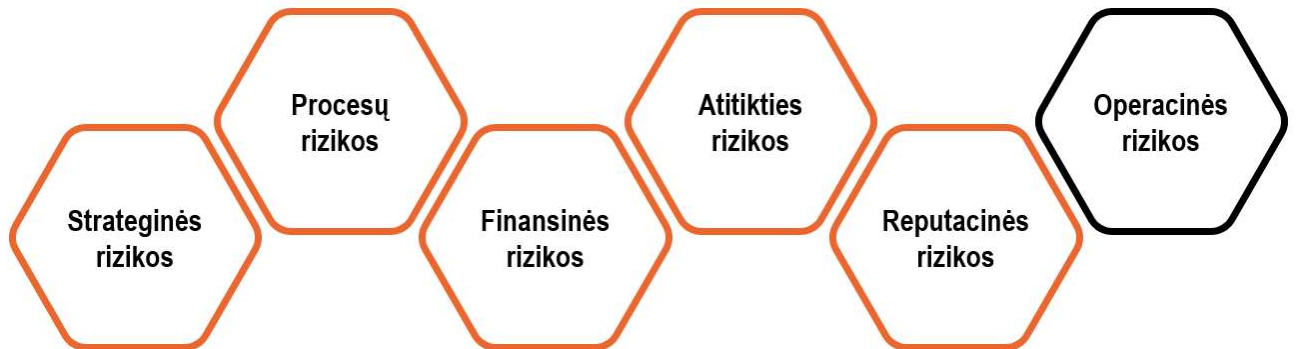 Strateginės
rizikos
Procesų
rizikos
Finansinės
rizikos
Atitikties
rizikos
Reputacinės
rizikos
Operacinės
rizikos